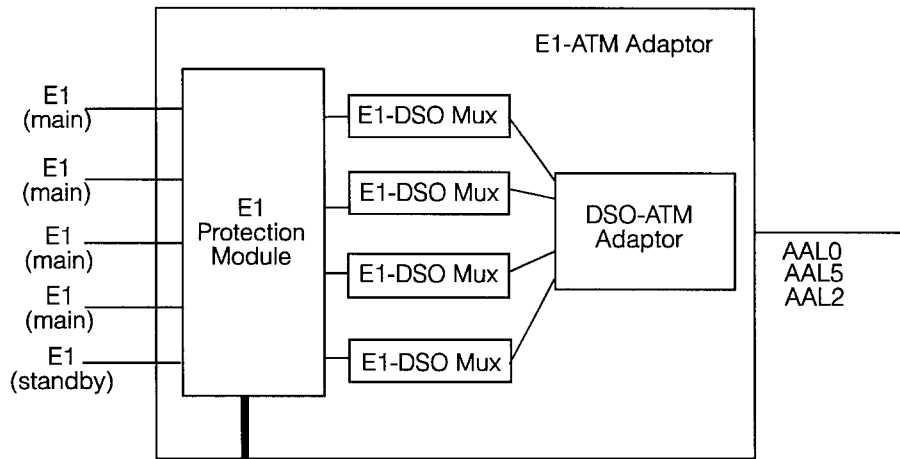 E1-ATM Adaptor
E1
(main)
E1
(main)
E1
(main)
E1
(main)
E1
(standby)
E1
Protection
Module
E1-DSO Mux
E1-DSO Mux
E1-DSO Mux
E1-DSO Mux
DSO-ATM
Adaptor
AAL0
AAL5
AAL2